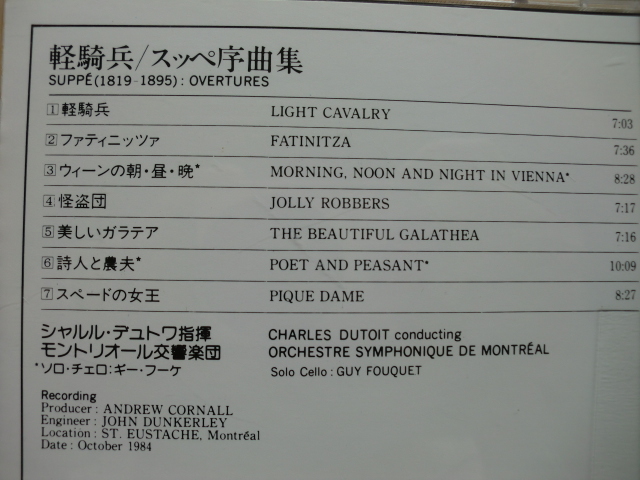 軽騎兵/スッペ序曲集
SUPPÉ(1819-1895): OVERTURES
1 軽騎兵 LIGHT CAVALRY 7:03
2 ファティニッツァ FATINITZA 7:36
3 ウィーンの朝・昼・晩* MORNING, NOON AND NIGHT IN VIENNA* 8:28
4 怪盗団 JOLLY ROBBERS 7:17
5 美しいガラテア THE BEAUTIFUL GALATHEA 7:16
6 詩人と農夫* POET AND PEASANT* 10:09
7 スペードの女王 PIQUE DAME 8:27
シャルル・デュトワ指揮 CHARLES DUTOIT conducting
モントリオール交響楽団 ORCHESTRE SYMPHONIQUE DE MONTRÉAL
*ソロ・チェロ:ギー・フーケ Solo Cello : GUY FOUQUET
Recording
Producer : ANDREW CORNALL
Engineer : JOHN DUNKERLEY
Location : ST. EUSTACHE, Montréal
Date : October 1984